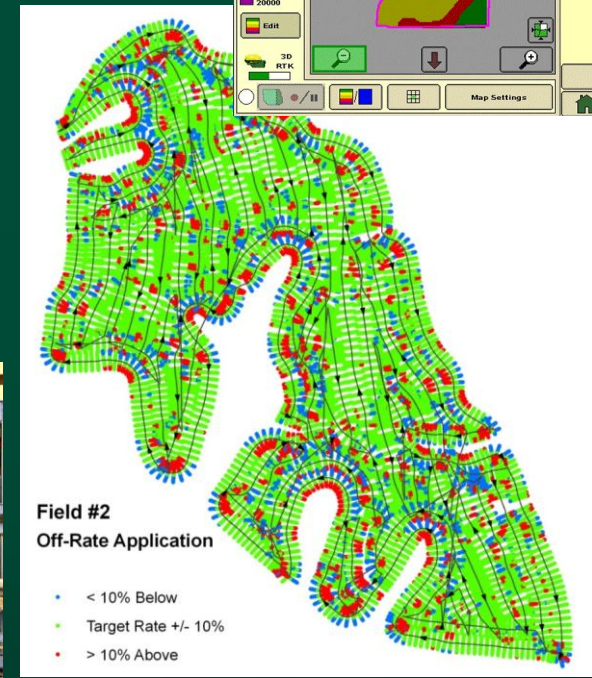 20000
Edit
3D
RTK
Map Settings
Field #2
Off-Rate Application
< 10% Below
Target Rate +/- 10%
> 10% Above